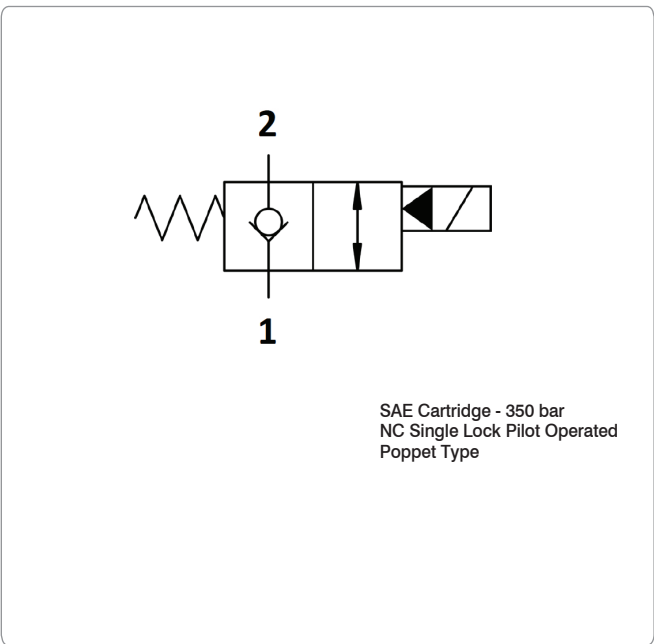 2
1
SAE Cartridge - 350 bar
NC Single Lock Pilot Operated
Poppet Type